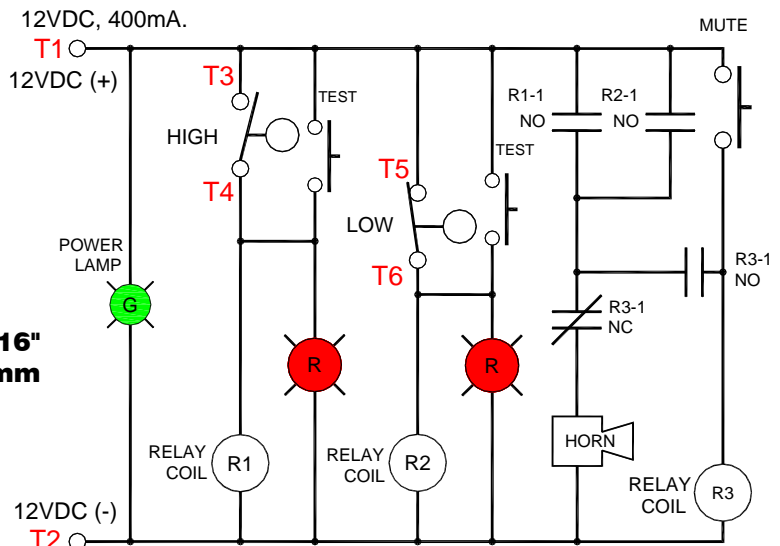 12VDC, 400mA.
T1
12VDC (+)
MUTE
T3
TEST
R1-1
NO
R2-1
NO
HIGH
T4
TEST
T5
LOW
T6
POWER
LAMP
G
R3-1
NO
R3-1
NC
16"
mm
R
R
HORN
RELAY
COIL
R1
RELAY
COIL
R2
RELAY
COIL
R3
12VDC (-)
T2